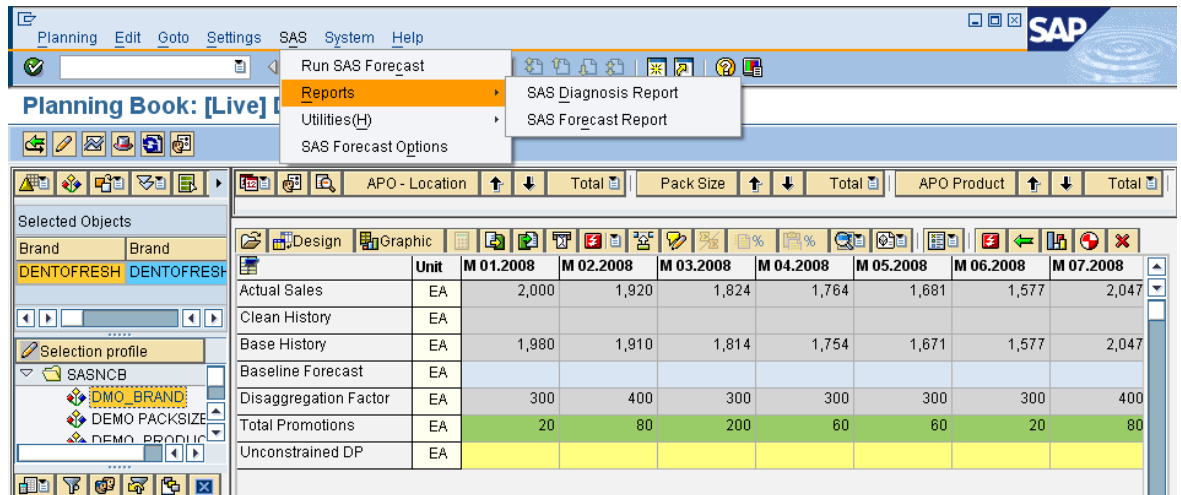 Planning Edit Goto Settings SAS System Help
SAP
Run SAS Forecast
Reports
SAS Diagnosis Report
Utilities(H)
SAS Forecast Report
SAS Forecast Options
Planning Book: [Live]
APO - Location Total Pack Size Total APO Product Total
Selected Objects
Brand Brand
DENTOFRESH DENTOFRESH
Design Graphic
Unit M 01.2008 M 02.2008 M 03.2008 M 04.2008 M 05.2008 M 06.2008 M 07.2008
Actual Sales EA 2,000 1,920 1,824 1,764 1,681 1,577 2,047
Clean History EA
Base History EA 1,980 1,910 1,814 1,754 1,671 1,577 2,047
Baseline Forecast EA
Disaggregation Factor EA 300 400 300 300 300 300 400
Total Promotions EA 20 80 200 60 60 20 80
Unconstrained DP EA
Selection profile
SASNCB
DMO_BRAND
DEMO PACKSIZE
DEMO_PRODUC